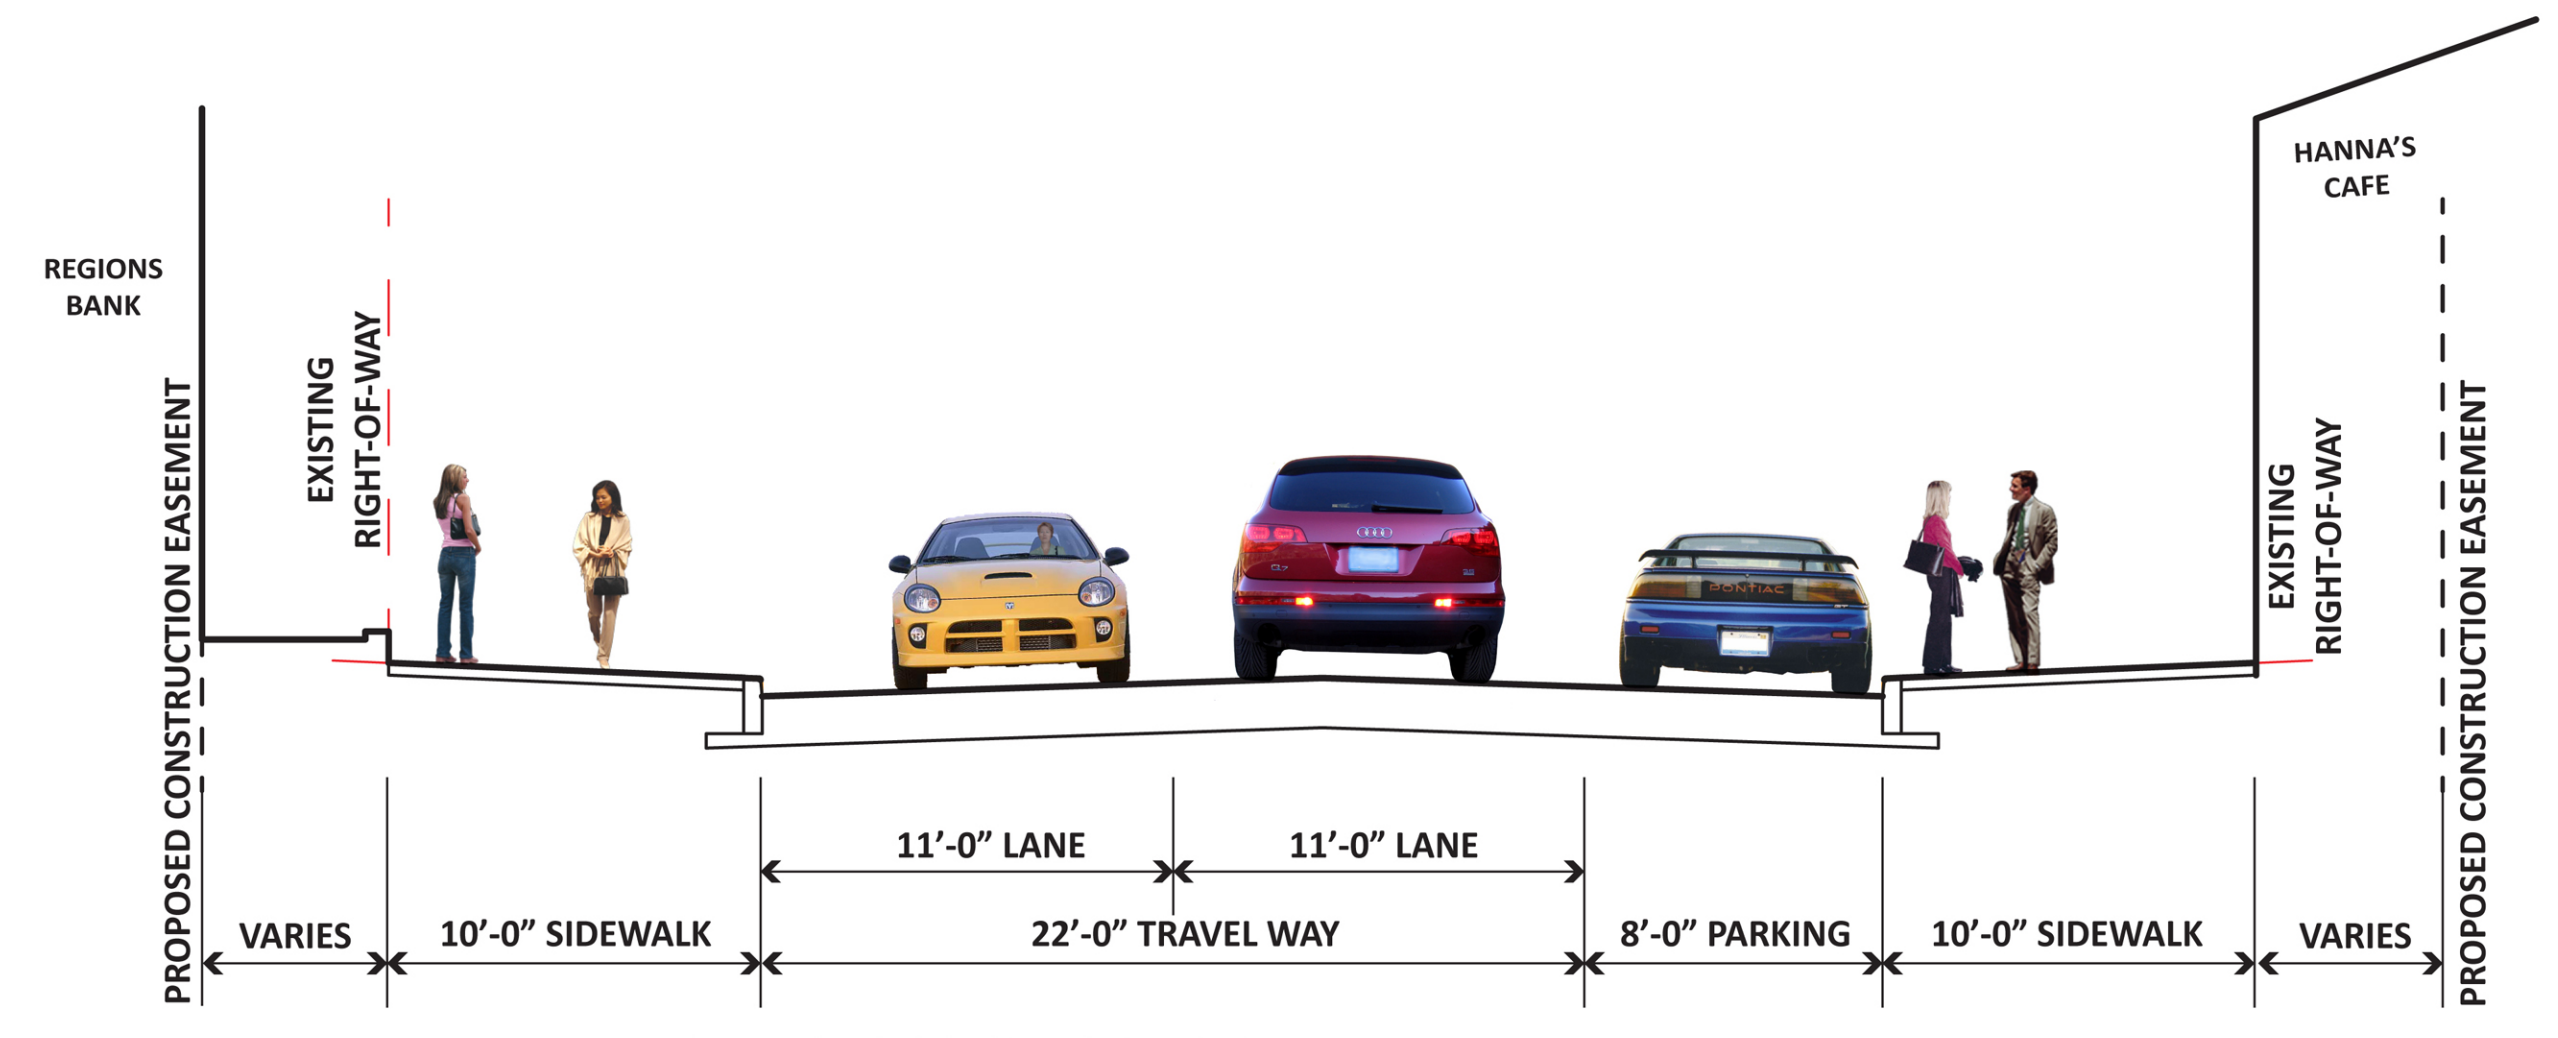 HANNA’S
CAFE
REGIONS
BANK
EXISTING
RIGHT-OF-WAY
PROPOSED CONSTRUCTION EASEMENT
EXISTING
RIGHT-OF-WAY
PROPOSED CONSTRUCTION EASEMENT
PONTIAC
11’-0” LANE
11’-0” LANE
VARIES
10’-0” SIDEWALK
22’-0” TRAVEL WAY
8’-0” PARKING
10’-0” SIDEWALK
VARIES